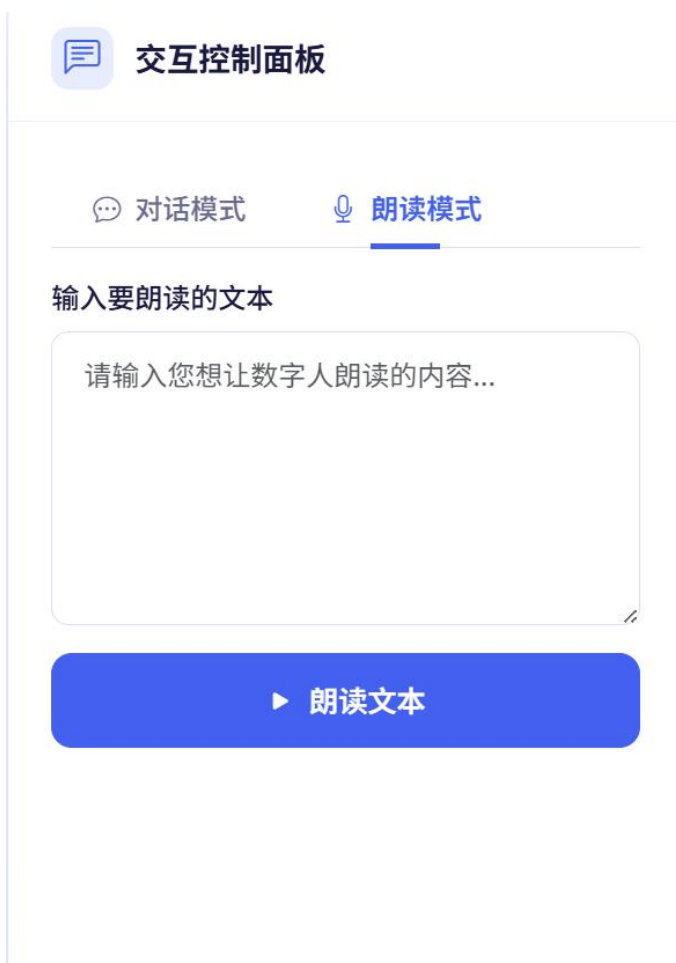 交互控制面板
对话模式 朗读模式
输入要朗读的文本
请输入您想让数字人朗读的内容...
朗读文本